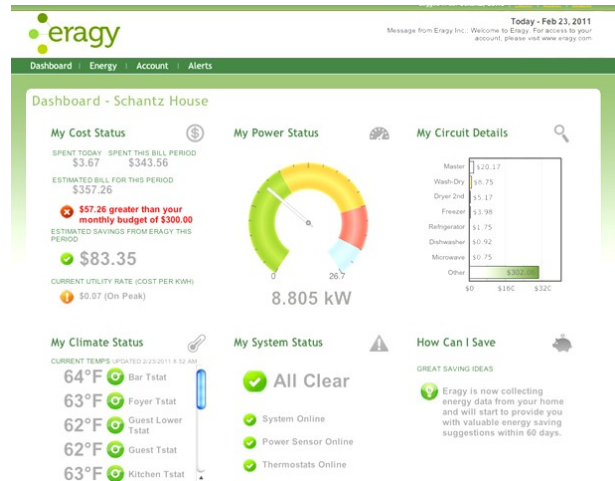 eragy
Today - Feb 23, 2011
Message from Eragy Inc.: Welcome to Eragy. For access to your
account, please visit www.eragy.com
Dashboard | Energy | Account | Alerts
Dashboard - Schantz House
My Cost Status
SPENT TODAY SPENT THIS BILL PERIOD
$3.67 $343.56
ESTIMATED BILL FOR THIS PERIOD
$357.26
$57.26 greater than your
monthly budget of $300.00
ESTIMATED SAVINGS FROM ERAGY THIS
PERIOD
$83.35
CURRENT UTILITY RATE (COST PER KWH)
$0.07 (On Peak)
My Power Status
0 26.7
8.805 kW
My Circuit Details
Master $20.17
Wash-Dry $8.75
Dryer 2nd $5.17
Freezer $3.98
Refrigerator $1.75
Dishwasher $0.92
Microwave $0.75
Other
$0 $16C $32C
My Climate Status
CURRENT TEMPS UPDATED 2/23/2011 8:52 AM
64°F Bar Tstat
63°F Foyer Tstat
62°F Guest Lower
Tstat
62°F Guest Tstat
63°F Kitchen Tstat
My System Status
All Clear
System Online
Power Sensor Online
Thermostats Online
How Can I Save
GREAT SAVING IDEAS
Eragy is now collecting
energy data from your home
and will start to provide you
with valuable energy saving
suggestions within 60 days.